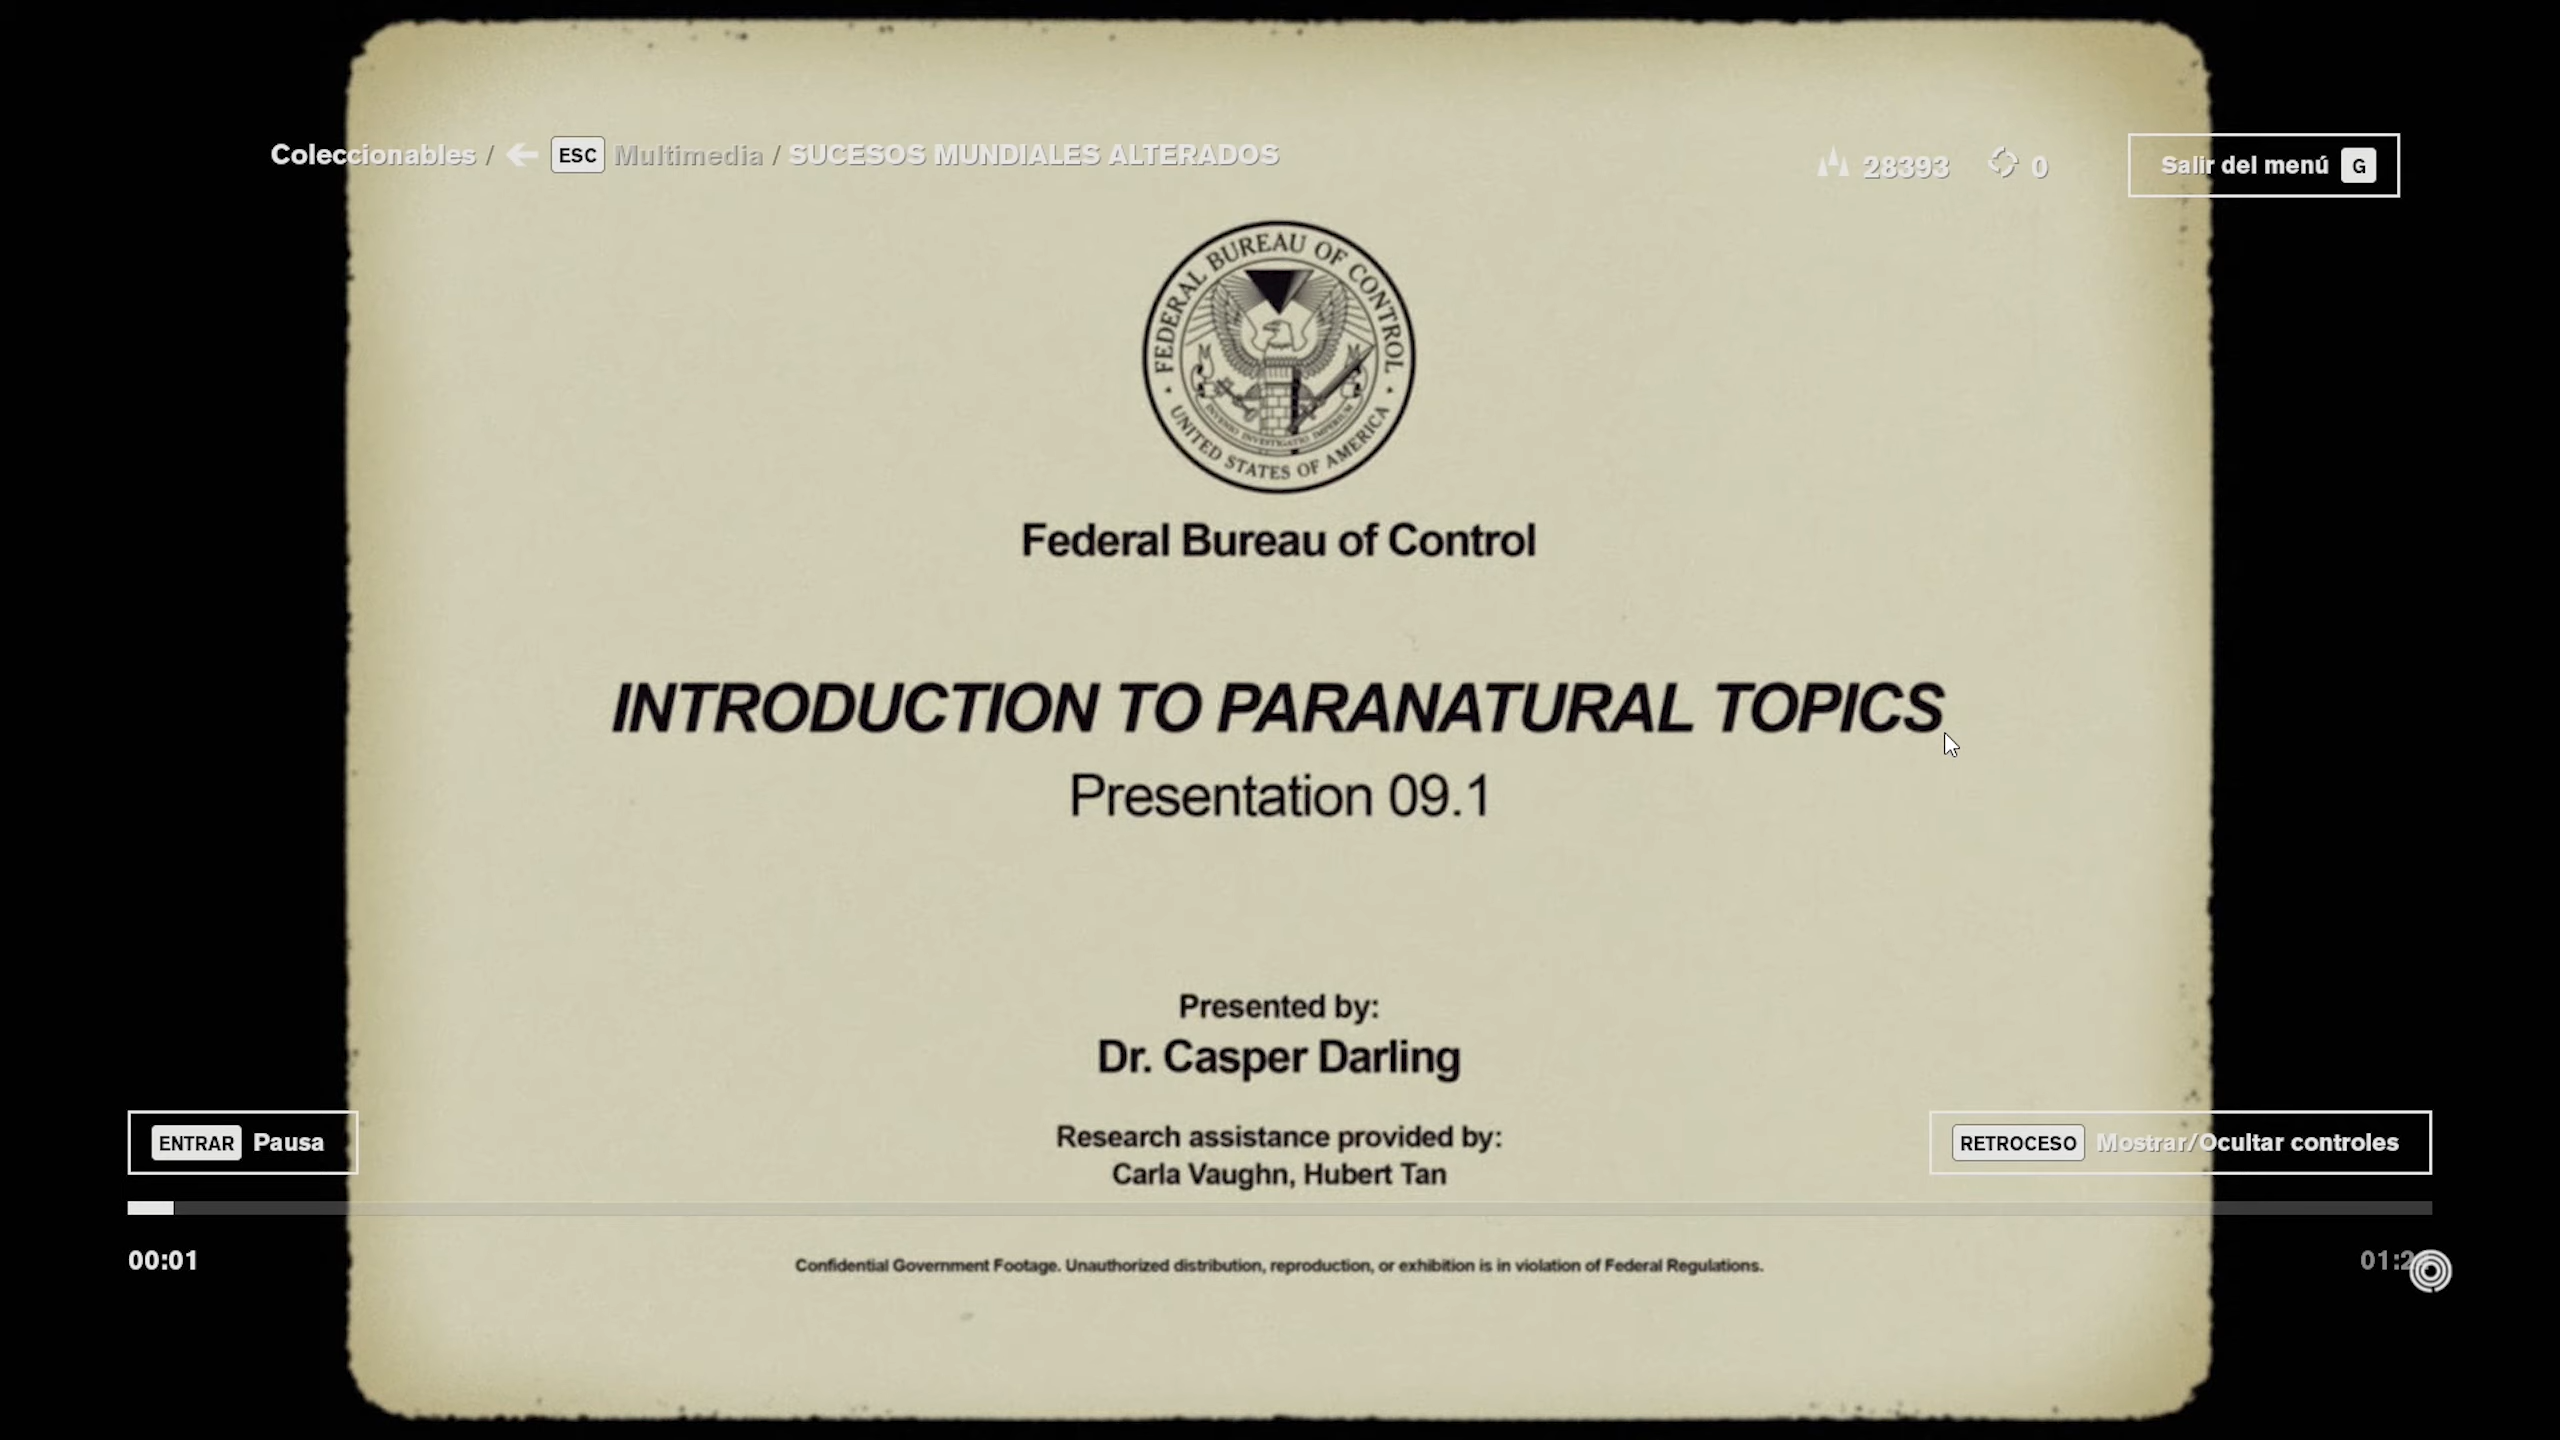 Coleccionables / ESC Multimedia / SUCESOS MUNDIALES ALTERADOS
28393 0
Salir del menú G
FEDERAL BUREAU OF CONTROL
UNITED STATES OF AMERICA
Federal Bureau of Control
INTRODUCTION TO PARANATURAL TOPICS
Presentation 09.1
Presented by:
Dr. Casper Darling
Research assistance provided by:
Carla Vaughn, Hubert Tan
ENTRAR Pausa
RETROCESO Mostrar/Ocultar controles
00:01
Confidential Government Footage. Unauthorized distribution, reproduction, or exhibition is in violation of Federal Regulations.